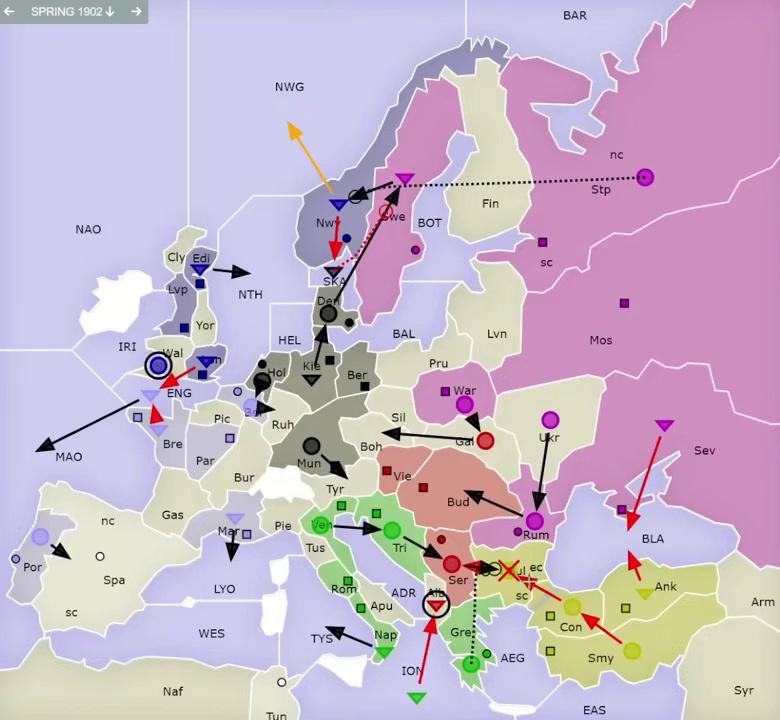 ← SPRING 1902↓ →
BAR
NWG
nc
Stp
NAO
Nwy
Swe
Fin
BOT
Cly
Edi
sc
SKA
Lvp
NTH
Den
Mos
Yor
HEL
BAL
Lvn
IRI
Wal
Hol
Kie
Pru
ENG
Ber
War
Bel
Pic
Ruh
Sil
Ukr
Bre
Gal
MAO
Par
Boh
Sev
Mun
Bur
Vie
Tyr
Bud
nc
Gas
Mar
Pie
Ven
Rum
Tri
BLA
Tus
Por
Spa
Ser
ec
LYO
Ank
ADR
Alb
sc
Rom
Arm
Apu
Con
sc
WES
TYS
Nap
Gre
ION
AEG
Smy
Naf
Syr
Tun
EAS